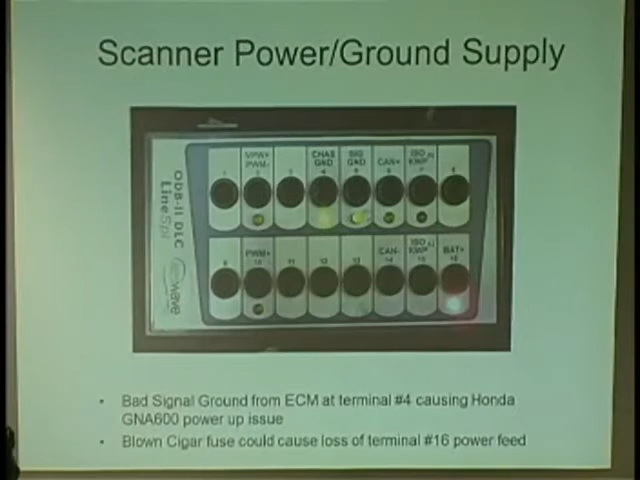 Scanner Power/Ground Supply
VPW+ CHAS SIG CAN+ ISO
PWM- GND GND KWP
1 2 3 4 5 6 7 8
ODB-II DLC
PWM+ CAN- ISO BAT+
KWP
9 10 11 12 13 14 15 16
• Bad Signal Ground from ECM at terminal #4 causing Honda
GNA600 power up issue
• Blown Cigar fuse could cause loss of terminal #16 power feed